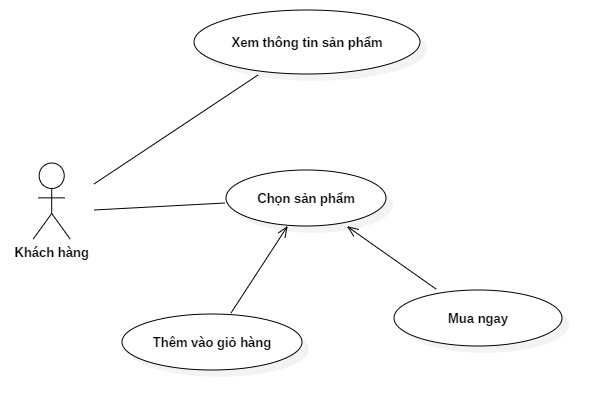 Xem thông tin sản phẩm
Chọn sản phẩm
Khách hàng
Mua ngay
Thêm vào giỏ hàng